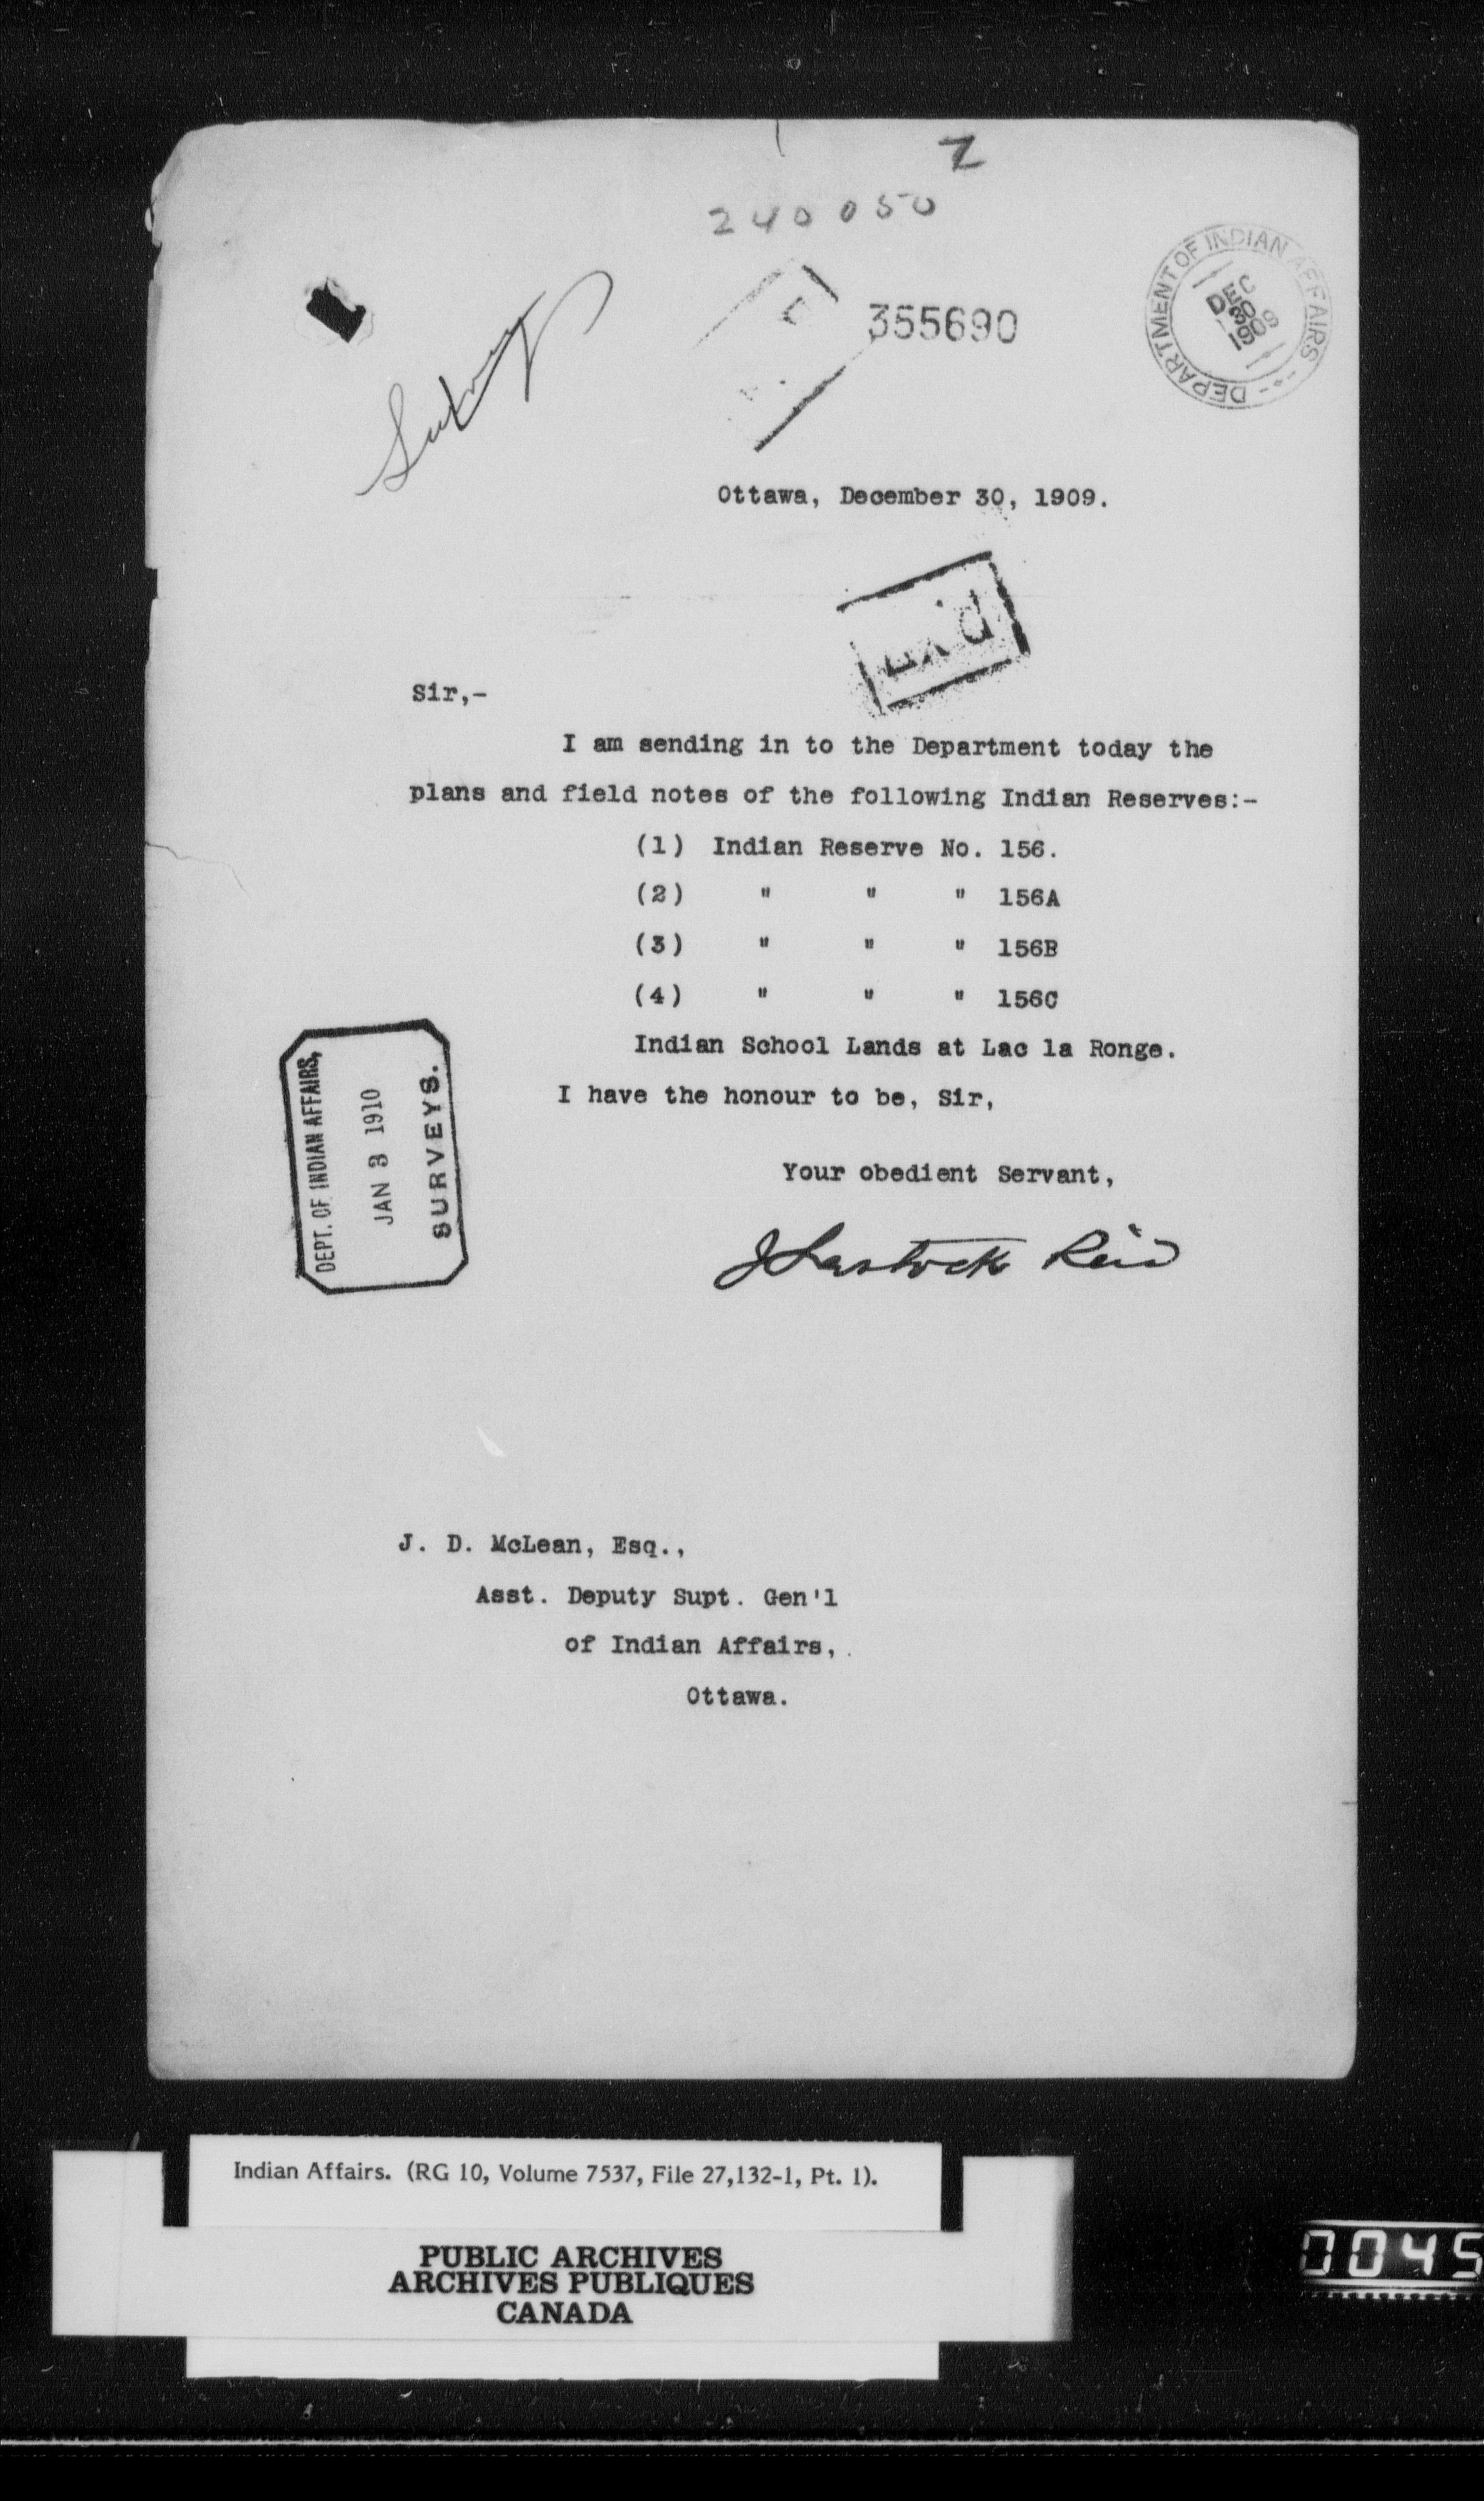 Z
240050
Survey
355690
DEPARTMENT OF INDIAN AFFAIRS
DEC
30
1909
Ottawa, December 30, 1909.
Sir,-
I am sending in to the Department today the
plans and field notes of the following Indian Reserves:-
(1) Indian Reserve No. 156.
(2) " " " 156A
(3) " " " 156B
(4) " " " 156C
Indian School Lands at Lac la Ronge.
I have the honour to be, Sir,
Your obedient Servant,
J Lestock Reid
DEPT. OF INDIAN AFFAIRS,
JAN 3 1910
SURVEYS.
J. D. McLean, Esq.,
Asst. Deputy Supt. Gen'l
of Indian Affairs,
Ottawa.
Indian Affairs. (RG 10, Volume 7537, File 27,132-1, Pt. 1).
PUBLIC ARCHIVES
ARCHIVES PUBLIQUES
CANADA
0045